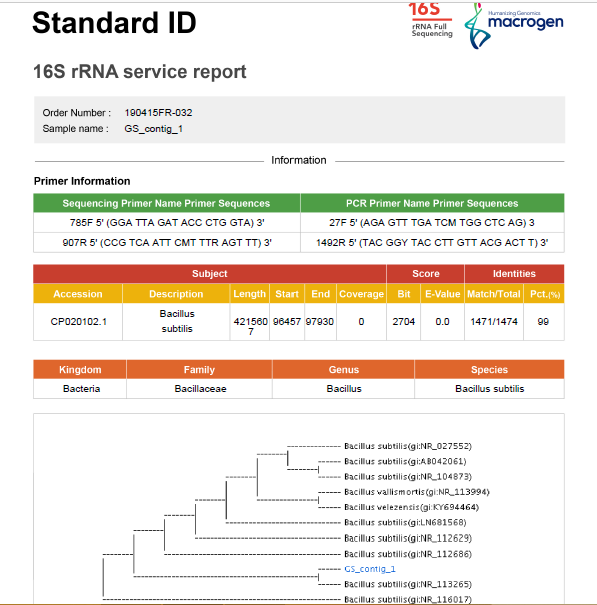 Standard ID
16S
rRNA Full
Sequencing
Humanizing Genomics
macrogen
16S rRNA service report
Order Number : 190415FR-032
Sample name : GS_contig_1
Information
Primer Information
Sequencing Primer Name Primer Sequences PCR Primer Name Primer Sequences
785F 5' (GGA TTA GAT ACC CTG GTA) 3' 27F 5' (AGA GTT TGA TCM TGG CTC AG) 3
907R 5' (CCG TCA ATT CMT TTR AGT TT) 3' 1492R 5' (TAC GGY TAC CTT GTT ACG ACT T) 3'
Subject Score Identities
Accession Description Length Start End Coverage Bit E-Value Match/Total Pct.(%)
CP020102.1 Bacillus subtilis 4215607 96457 97930 0 2704 0.0 1471/1474 99
Kingdom Family Genus Species
Bacteria Bacillaceae Bacillus Bacillus subtilis
Bacillus subtilis(gi:NR_027552)
Bacillus subtilis(gi:AB042061)
Bacillus subtilis(gi:NR_104873)
Bacillus vallismortis(gi:NR_113994)
Bacillus velezensis(gi:KY694464)
Bacillus subtilis(gi:LN681568)
Bacillus subtilis(gi:NR_112629)
Bacillus subtilis(gi:NR_112686)
GS_contig_1
Bacillus subtilis(gi:NR_113265)
Bacillus subtilis(gi:NR_116017)